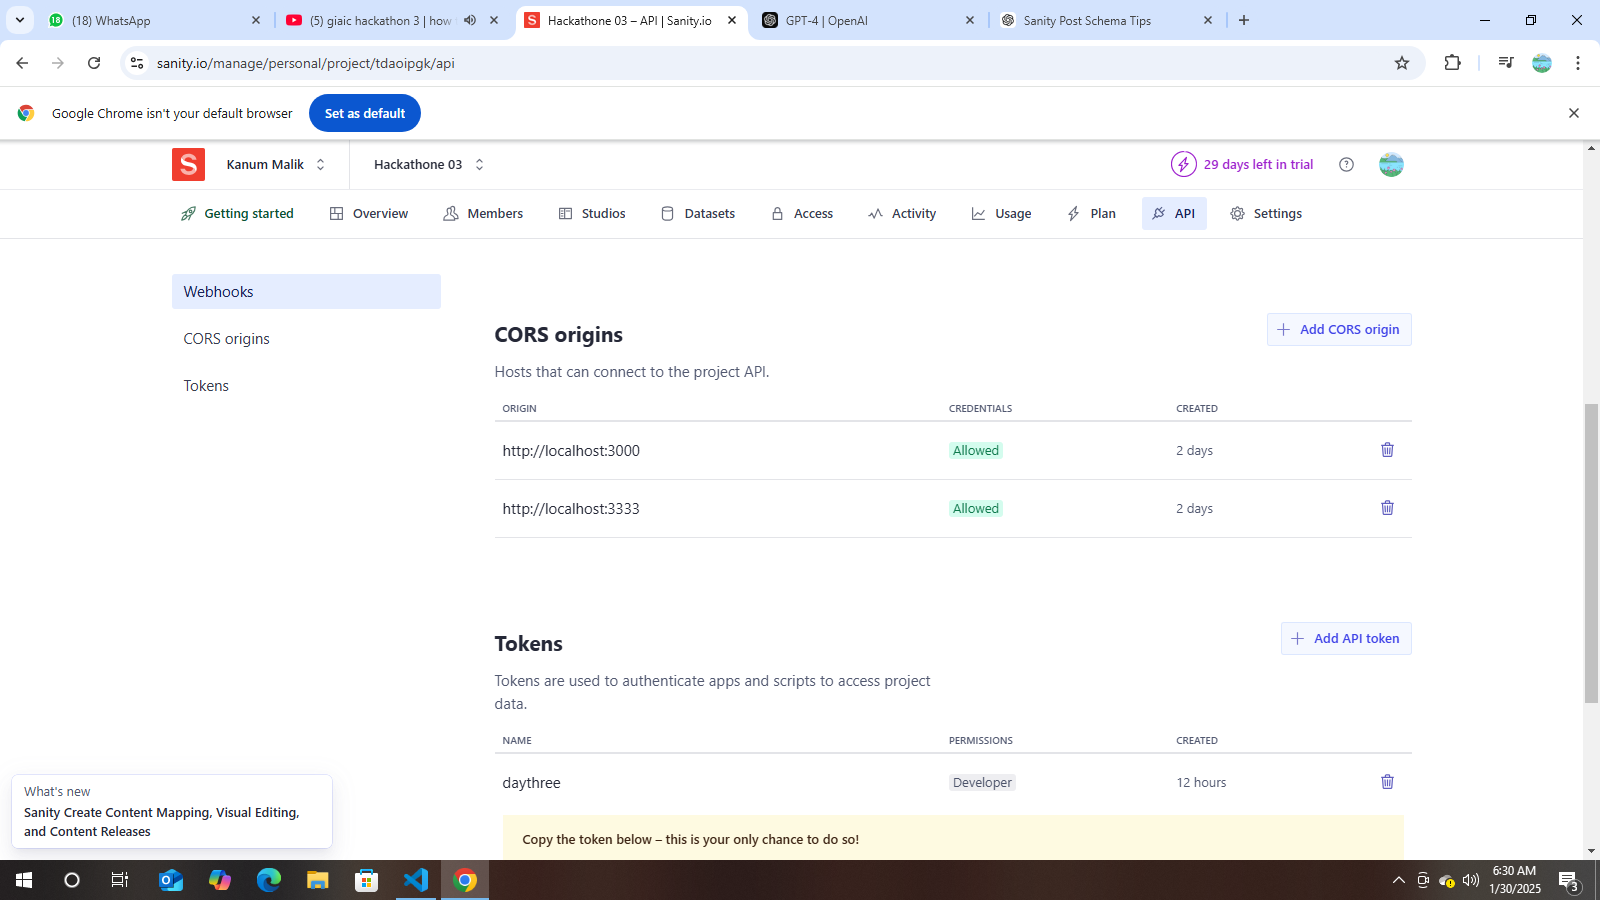 (18) WhatsApp
(5) giaic hackathon 3 | how
Hackathone 03 – API | Sanity.io
GPT-4 | OpenAI
Sanity Post Schema Tips
sanity.io/manage/personal/project/tdaoipgk/api
Google Chrome isn't your default browser
Set as default
S
Kanum Malik
Hackathone 03
29 days left in trial
Getting started
Overview
Members
Studios
Datasets
Access
Activity
Usage
Plan
API
Settings
Webhooks
CORS origins
Tokens
CORS origins
Add CORS origin
Hosts that can connect to the project API.
ORIGIN CREDENTIALS CREATED
http://localhost:3000 Allowed 2 days
http://localhost:3333 Allowed 2 days
Tokens
Add API token
Tokens are used to authenticate apps and scripts to access project
data.
NAME PERMISSIONS CREATED
daythree Developer 12 hours
Copy the token below – this is your only chance to do so!
What's new
Sanity Create Content Mapping, Visual Editing,
and Content Releases
6:30 AM
1/30/2025
3